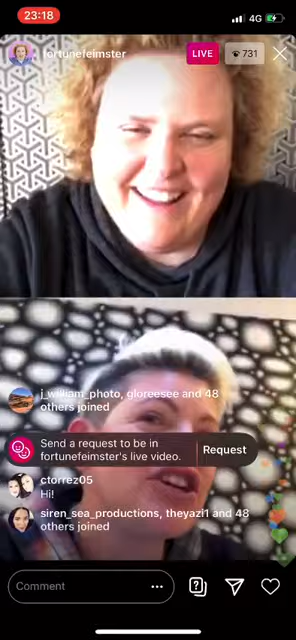 23:18
4G
fortunefeimster
LIVE
731
j_william_photo, gloreesee and 48
others joined
Send a request to be in
fortunefeimster's live video.
Request
ctorrez05
Hi!
siren_sea_productions, theyazi1 and 48
others joined
Comment